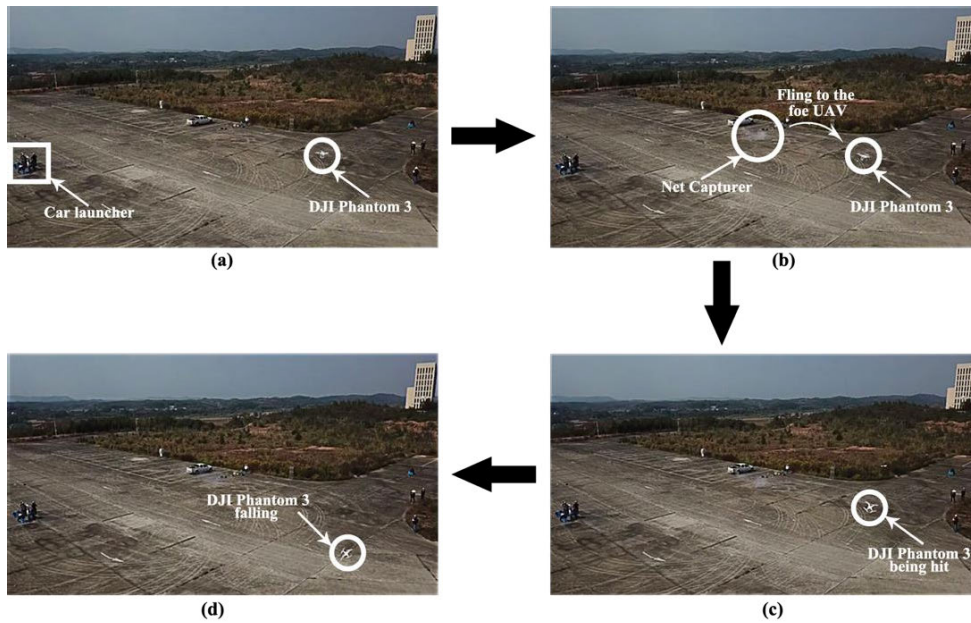 Car launcher
DJI Phantom 3
(a)
Fling to the
foe UAV
Net Capturer
DJI Phantom 3
(b)
DJI Phantom 3
being hit
(c)
DJI Phantom 3
falling
(d)